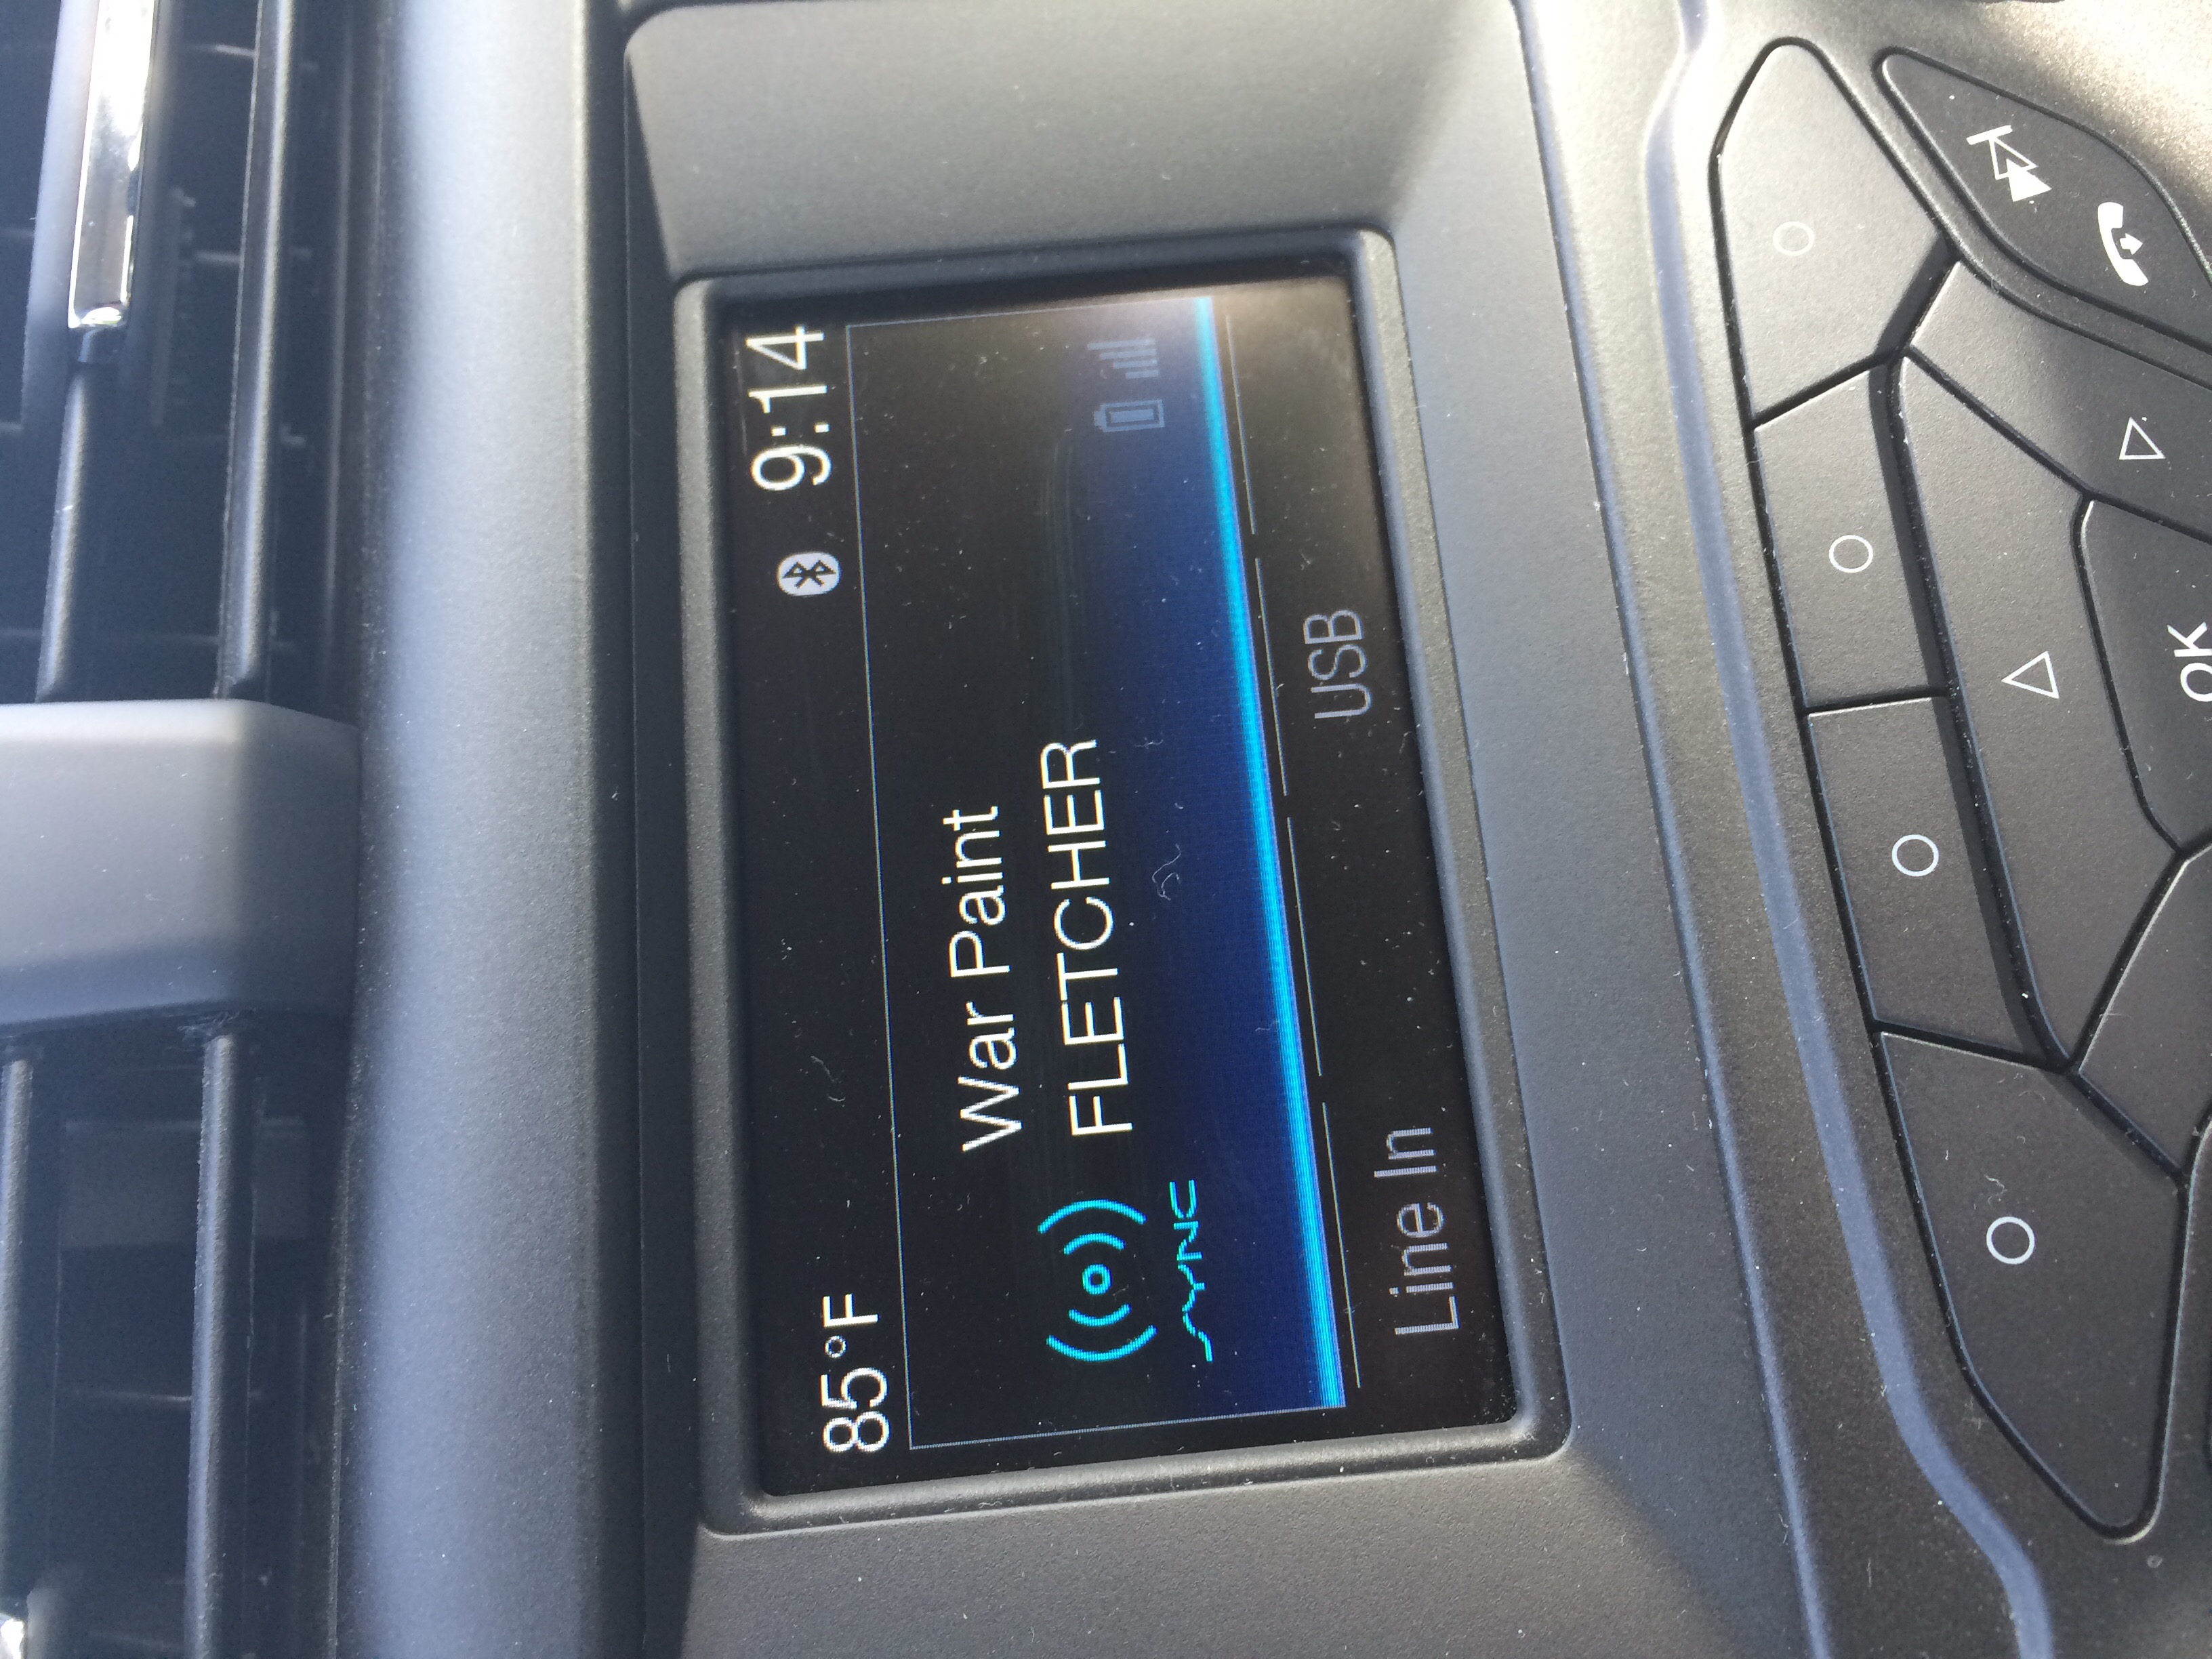 85°F 9:14
War Paint
FLETCHER
SYNC
USB
Line In
OK